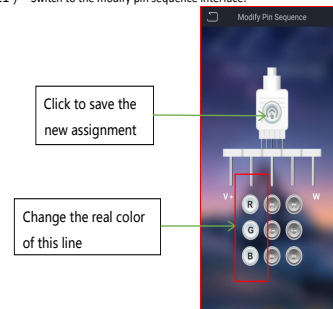 switch to the modify pin sequence interface:
Modify Pin Sequence
Click to save the
new assignment
V+
W
R
Change the real color
of this line
G
B